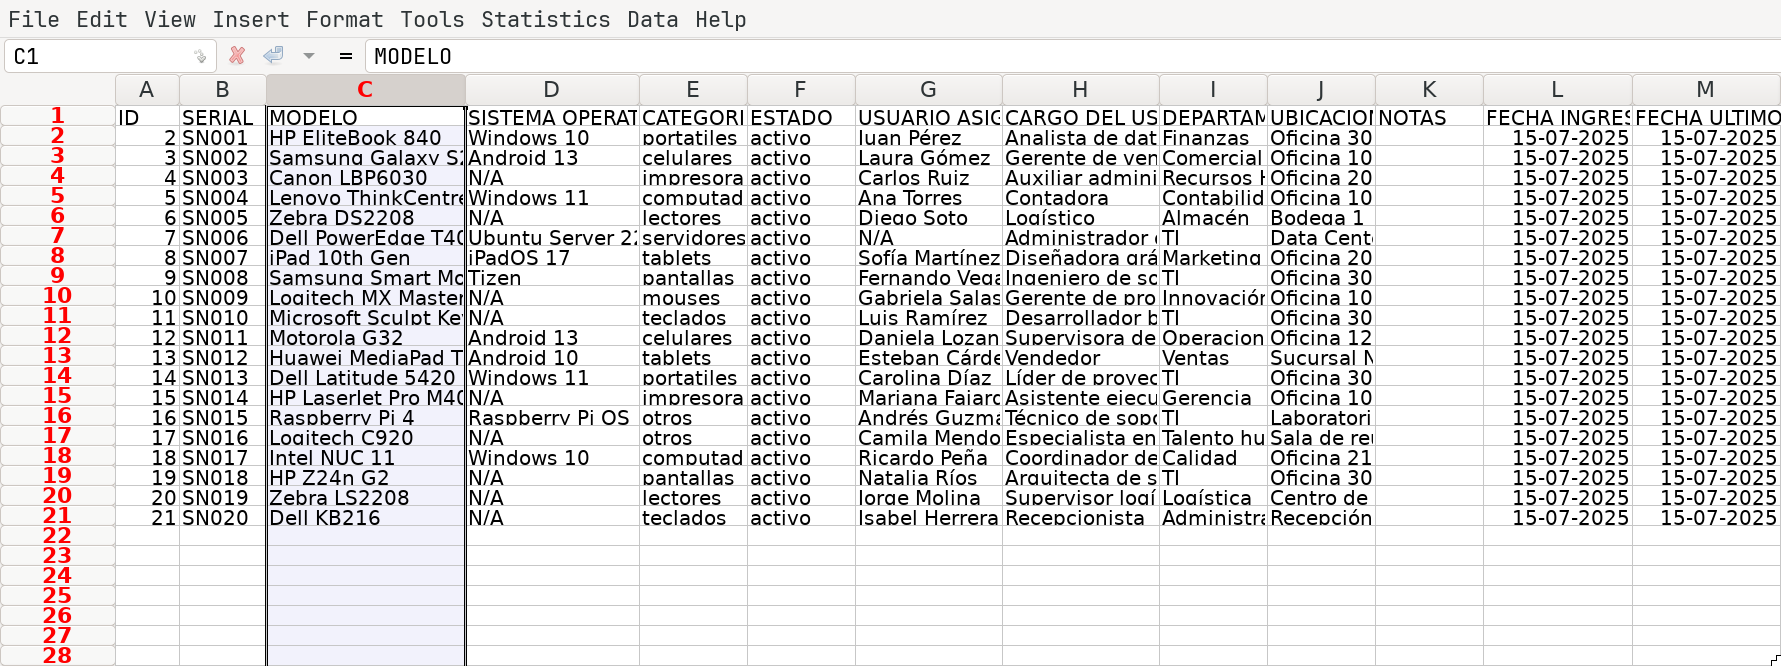 File Edit View Insert Format Tools Statistics Data Help
C1 = MODELO
A B C D E F G H I J K L M
1 ID SERIAL MODELO SISTEMA OPERAT CATEGORI ESTADO USUARIO ASIG CARGO DEL US DEPARTAM UBICACION NOTAS FECHA INGRES FECHA ULTIMO
2 2 SN001 HP EliteBook 840 Windows 10 portatiles activo Juan Pérez Analista de dat Finanzas Oficina 30 15-07-2025 15-07-2025
3 3 SN002 Samsung Galaxy S2 Android 13 celulares activo Laura Gómez Gerente de ven Comercial Oficina 10 15-07-2025 15-07-2025
4 4 SN003 Canon LBP6030 N/A impresora activo Carlos Ruiz Auxiliar admini Recursos H Oficina 20 15-07-2025 15-07-2025
5 5 SN004 Lenovo ThinkCentre Windows 11 computad activo Ana Torres Contadora Contabilid Oficina 10 15-07-2025 15-07-2025
6 6 SN005 Zebra DS2208 N/A lectores activo Diego Soto Logístico Almacén Bodega 1 15-07-2025 15-07-2025
7 7 SN006 Dell PowerEdge T40 Ubuntu Server 22 servidores activo N/A Administrador TI Data Cent 15-07-2025 15-07-2025
8 8 SN007 iPad 10th Gen iPadOS 17 tablets activo Sofía Martínez Diseñadora grá Marketing Oficina 20 15-07-2025 15-07-2025
9 9 SN008 Samsung Smart Mo Tizen pantallas activo Fernando Vega Ingeniero de so TI Oficina 30 15-07-2025 15-07-2025
10 10 SN009 Logitech MX Master N/A mouses activo Gabriela Salas Gerente de pro Innovación Oficina 10 15-07-2025 15-07-2025
11 11 SN010 Microsoft Sculpt Key N/A teclados activo Luis Ramírez Desarrollador b TI Oficina 30 15-07-2025 15-07-2025
12 12 SN011 Motorola G32 Android 13 celulares activo Daniela Lozan Supervisora de Operacion Oficina 12 15-07-2025 15-07-2025
13 13 SN012 Huawei MediaPad T Android 10 tablets activo Esteban Cárde Vendedor Ventas Sucursal N 15-07-2025 15-07-2025
14 14 SN013 Dell Latitude 5420 Windows 11 portatiles activo Carolina Díaz Líder de proyec TI Oficina 30 15-07-2025 15-07-2025
15 15 SN014 HP LaserJet Pro M40 N/A impresora activo Mariana Fajard Asistente ejecu Gerencia Oficina 10 15-07-2025 15-07-2025
16 16 SN015 Raspberry Pi 4 Raspberry Pi OS otros activo Andrés Guzma Técnico de sopo TI Laboratori 15-07-2025 15-07-2025
17 17 SN016 Logitech C920 N/A otros activo Camila Mendo Especialista en Talento hu Sala de reu 15-07-2025 15-07-2025
18 18 SN017 Intel NUC 11 Windows 10 computad activo Ricardo Peña Coordinador de Calidad Oficina 21 15-07-2025 15-07-2025
19 19 SN018 HP Z24n G2 N/A pantallas activo Natalia Ríos Arquitecta de s TI Oficina 30 15-07-2025 15-07-2025
20 20 SN019 Zebra LS2208 N/A lectores activo Jorge Molina Supervisor logí Logística Centro de 15-07-2025 15-07-2025
21 21 SN020 Dell KB216 N/A teclados activo Isabel Herrera Recepcionista Administra Recepción 15-07-2025 15-07-2025
22
23
24
25
26
27
28